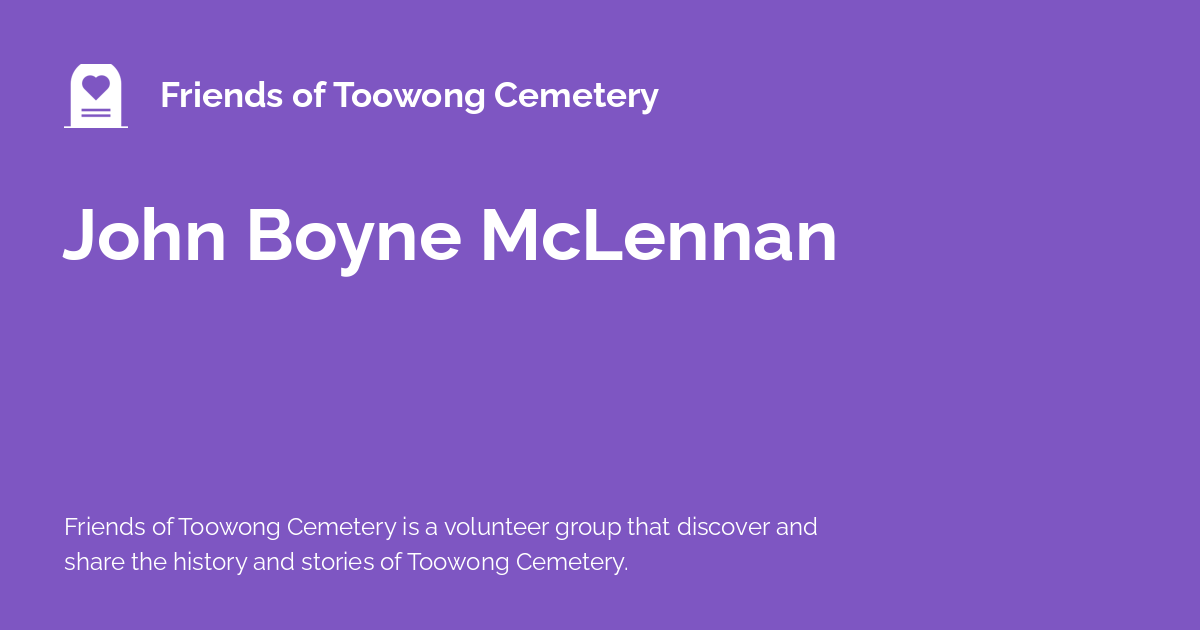 Friends of Toowong Cemetery
John Boyne McLennan
Friends of Toowong Cemetery is a volunteer group that discover and
share the history and stories of Toowong Cemetery.